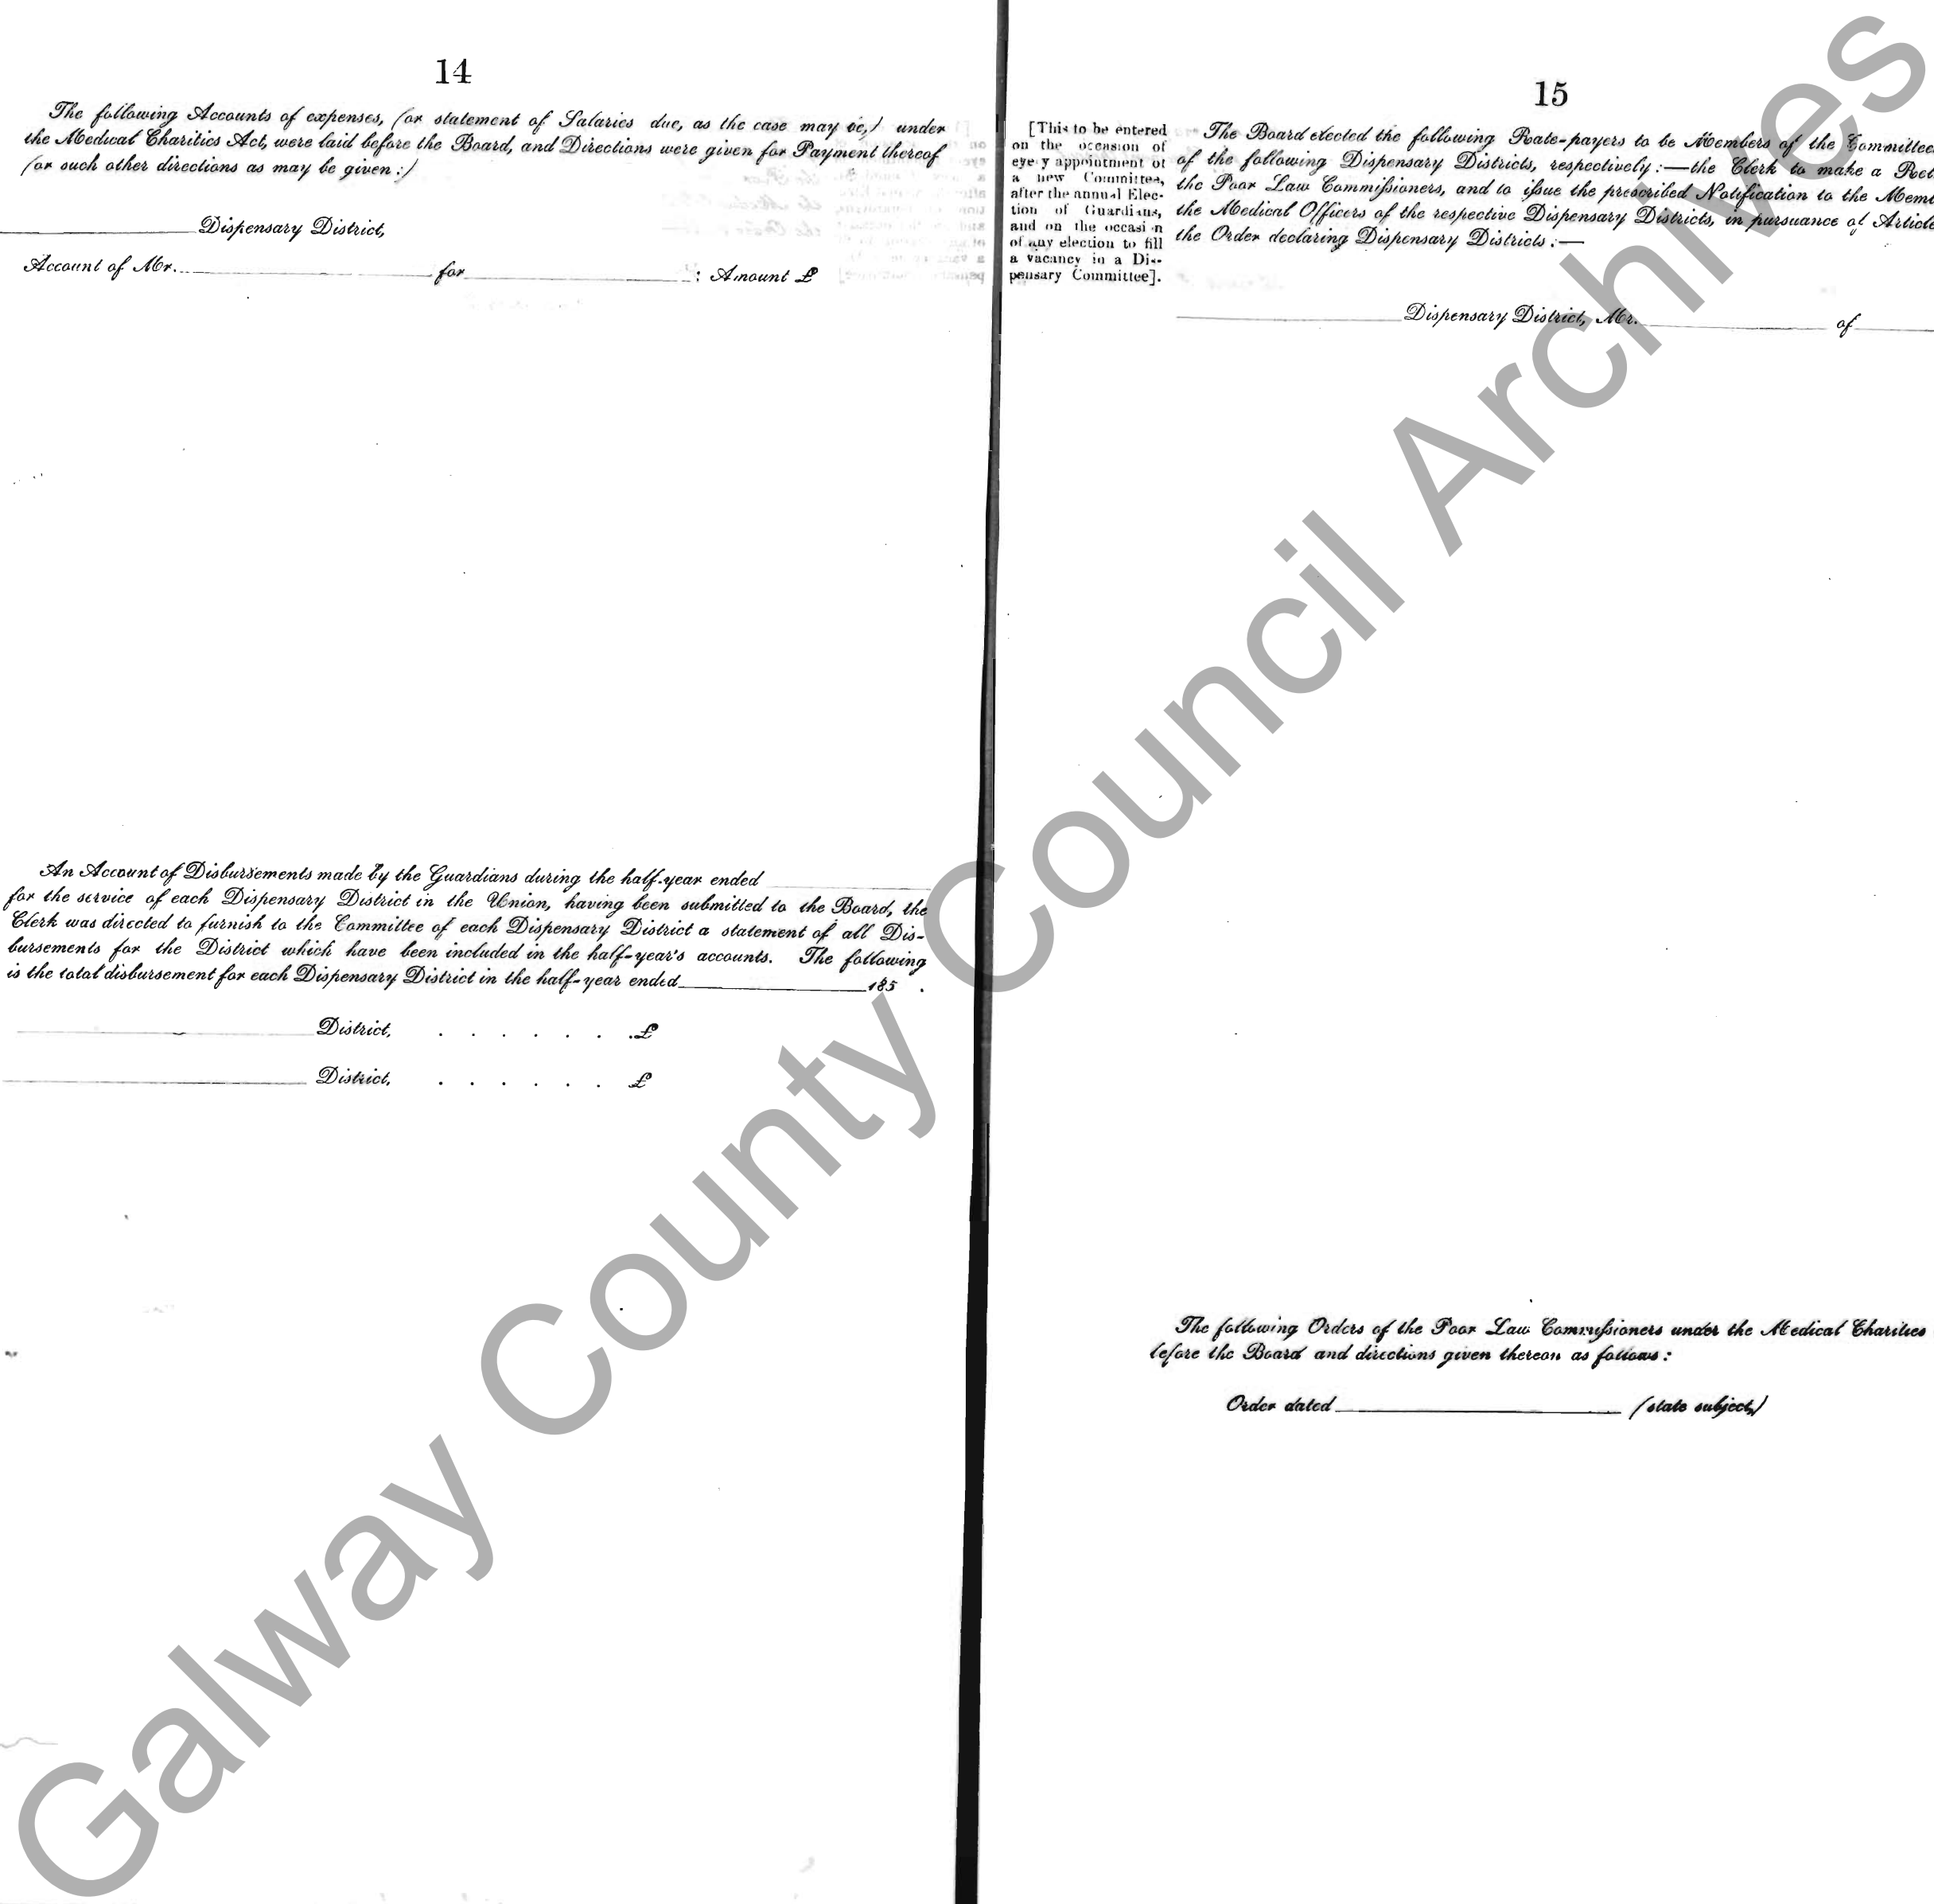 14
The following Accounts of expenses, (or statement of Salaries due, as the case may be,) under
the Medical Charities Act, were laid before the Board, and Directions were given for Payment thereof
(or such other directions as may be given:)
Dispensary District,
Account of Mr. for : Amount £
An Account of Disbursements made by the Guardians during the half-year ended
for the service of each Dispensary District in the Union, having been submitted to the Board, the
Clerk was directed to furnish to the Committee of each Dispensary District a statement of all Dis-
bursements for the District which have been included in the half-year's accounts. The following
is the total disbursement for each Dispensary District in the half-year ended 185 .
District, . . . . . . .£
District, . . . . . . £
15
[This to be entered
on the occasion of
every appointment of
a new Committee,
after the annual Elec-
tion of Guardians,
and on the occasi n
of any election to fill
a vacancy in a Dis-
pensary Committee].
The Board elected the following Rate-payers to be Members of the Committee
of the following Dispensary Districts, respectively:—the Clerk to make a
the Poor Law Commissioners, and to issue the prescribed Notification to the
the Medical Officers of the respective Dispensary Districts, in pursuance of Article
the Order declaring Dispensary Districts:—
Dispensary District, Mr. of
The following Orders of the Poor Law Commissioners under the Medical Charities
before the Board and directions given thereon as follows:
Order dated (state subject,)
Galway County Council Archives